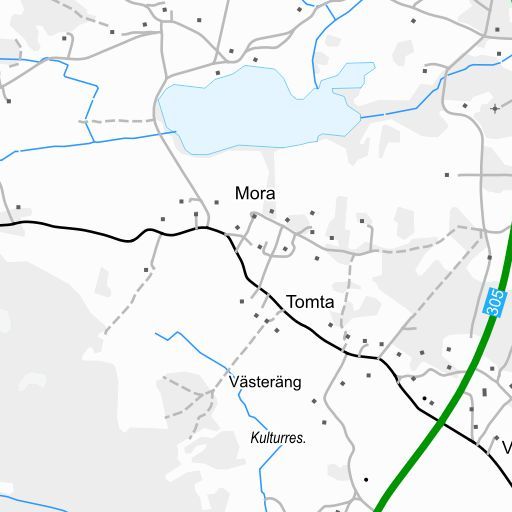 Mora
305
Tomta
Västeräng
Kulturres.
V